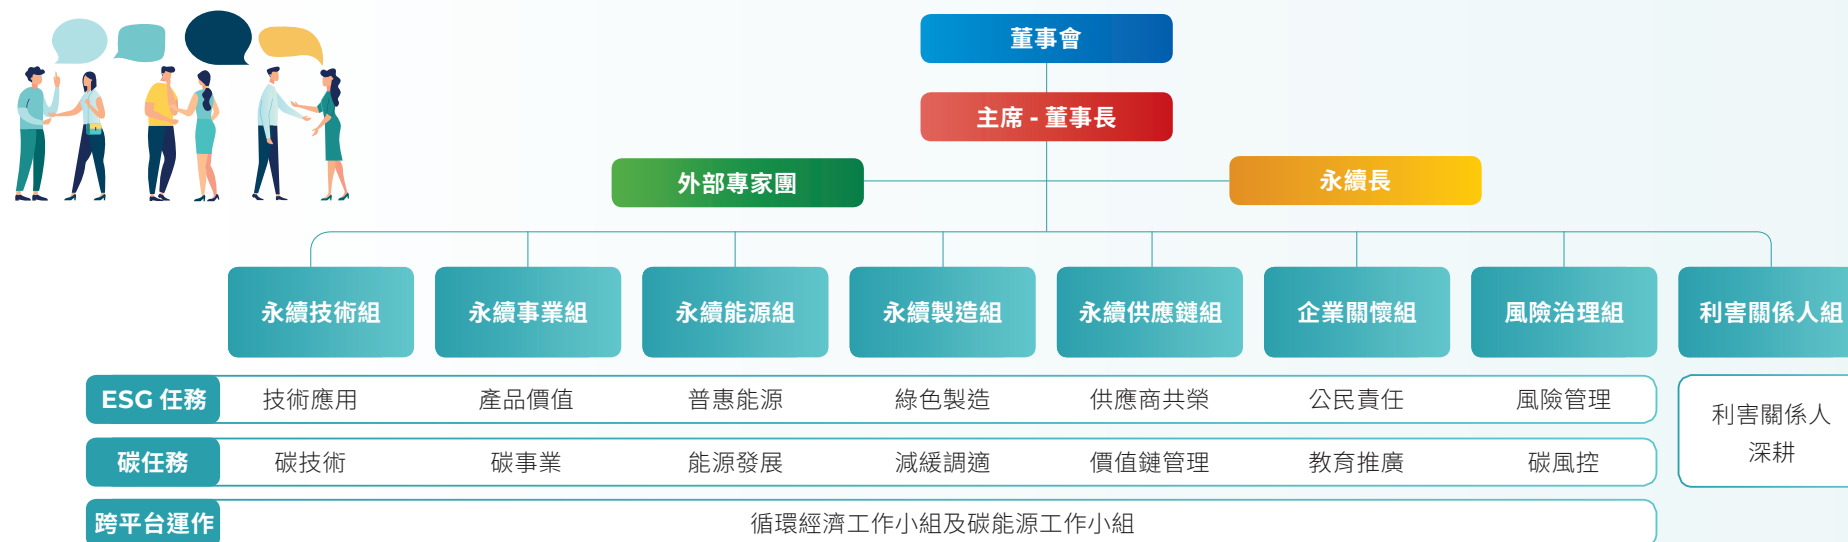 董事會
主席 - 董事長
外部專家團
永續長
永續技術組
永續事業組
永續能源組
永續製造組
永續供應鏈組
企業關懷組
風險治理組
利害關係人組
ESG 任務
技術應用
產品價值
普惠能源
綠色製造
供應商共榮
公民責任
風險管理
利害關係人
深耕
碳任務
碳技術
碳事業
能源發展
減緩調適
價值鏈管理
教育推廣
碳風控
跨平台運作
循環經濟工作小組及碳能源工作小組